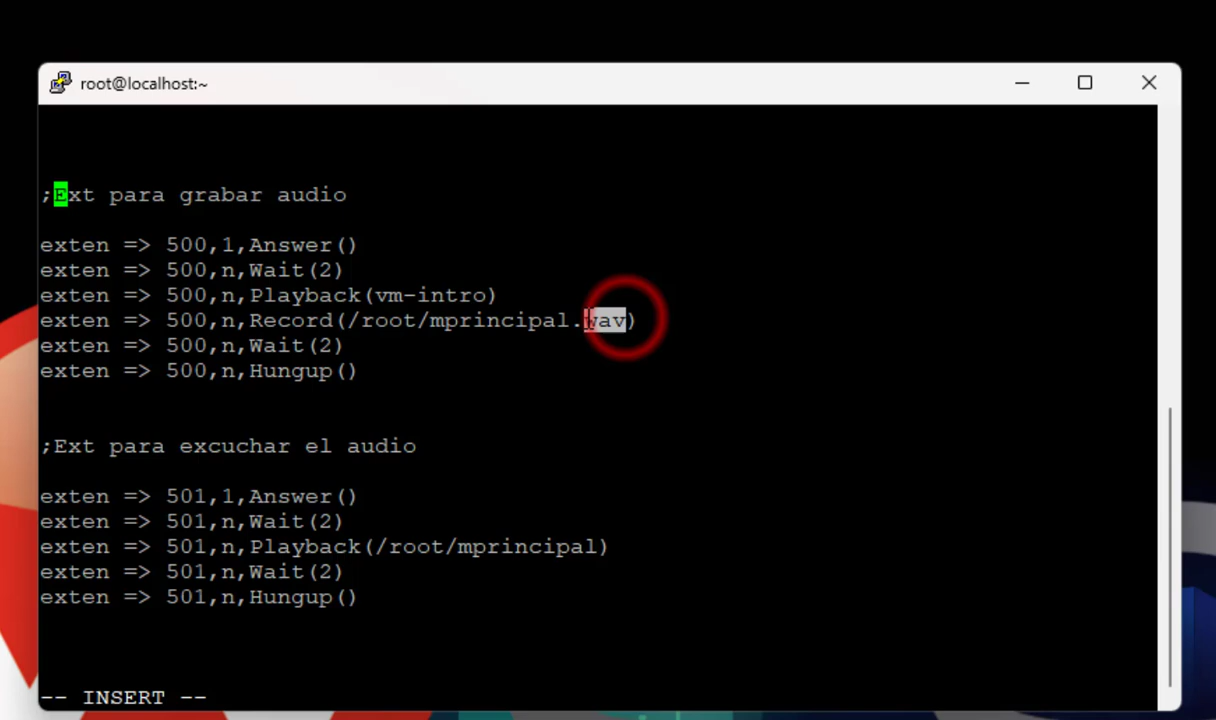 root@localhost:~
;Ext para grabar audio
exten => 500,1,Answer()
exten => 500,n,Wait(2)
exten => 500,n,Playback(vm-intro)
exten => 500,n,Record(/root/mprincipal.wav)
exten => 500,n,Wait(2)
exten => 500,n,Hungup()
;Ext para excuchar el audio
exten => 501,1,Answer()
exten => 501,n,Wait(2)
exten => 501,n,Playback(/root/mprincipal)
exten => 501,n,Wait(2)
exten => 501,n,Hungup()
-- INSERT --